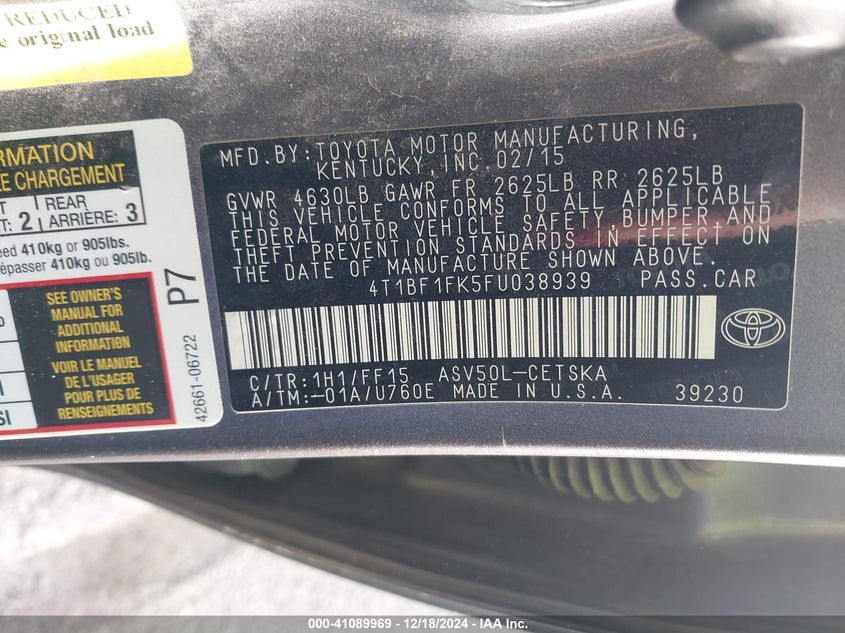 REDUCED
e original load
RMATION
E CHARGEMENT
T: 2 REAR
ARRIÈRE: 3
eed 410kg or 905lbs.
épasser 410kg ou 905lb.
SEE OWNER'S
MANUAL FOR
ADDITIONAL
INFORMATION
VOIR LE MANUEL
DE L'USAGER
POUR PLUS DE
RENSEIGNEMENTS
P7
42661-06722
MFD.BY:TOYOTA MOTOR MANUFACTURING,
KENTUCKY,INC.02/15
GVWR 4630LB GAWR FR 2625LB RR 2625LB
THIS VEHICLE CONFORMS TO ALL APPLICABLE
FEDERAL MOTOR VEHICLE SAFETY,BUMPER AND
THEFT PREVENTION STANDARDS IN EFFECT ON
THE DATE OF MANUFACTURE SHOWN ABOVE.
4T1BF1FK5FU038939 PASS.CAR
C/TR:1H1/FF15 ASV50L-CETSKA
A/TM:-01A/U760E MADE IN U.S.A. 39230
000-41089969 - 12/18/2024 - IAA Inc.